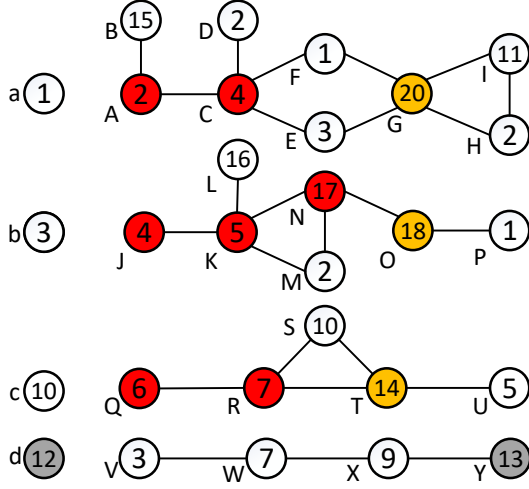 B 15 D 2
F 1 I 11
a 1 A 2 C 4 G 20
E 3 H 2
L 16
N 17
b 3 J 4 K 5 O 18 P 1
M 2
S 10
c 10 Q 6 R 7 T 14 U 5
d 12 V 3 W 7 X 9 Y 13